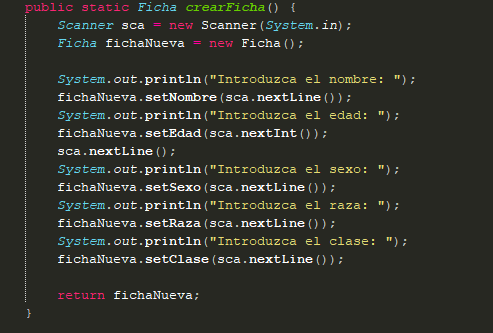 public static Ficha crearFicha() {
Scanner sca = new Scanner(System.in);
Ficha fichaNueva = new Ficha();
System.out.println("Introduzca el nombre: ");
fichaNueva.setNombre(sca.nextLine());
System.out.println("Introduzca el edad: ");
fichaNueva.setEdad(sca.nextInt());
sca.nextLine();
System.out.println("Introduzca el sexo: ");
fichaNueva.setSexo(sca.nextLine());
System.out.println("Introduzca el raza: ");
fichaNueva.setRaza(sca.nextLine());
System.out.println("Introduzca el clase: ");
fichaNueva.setClase(sca.nextLine());
return fichaNueva;
}